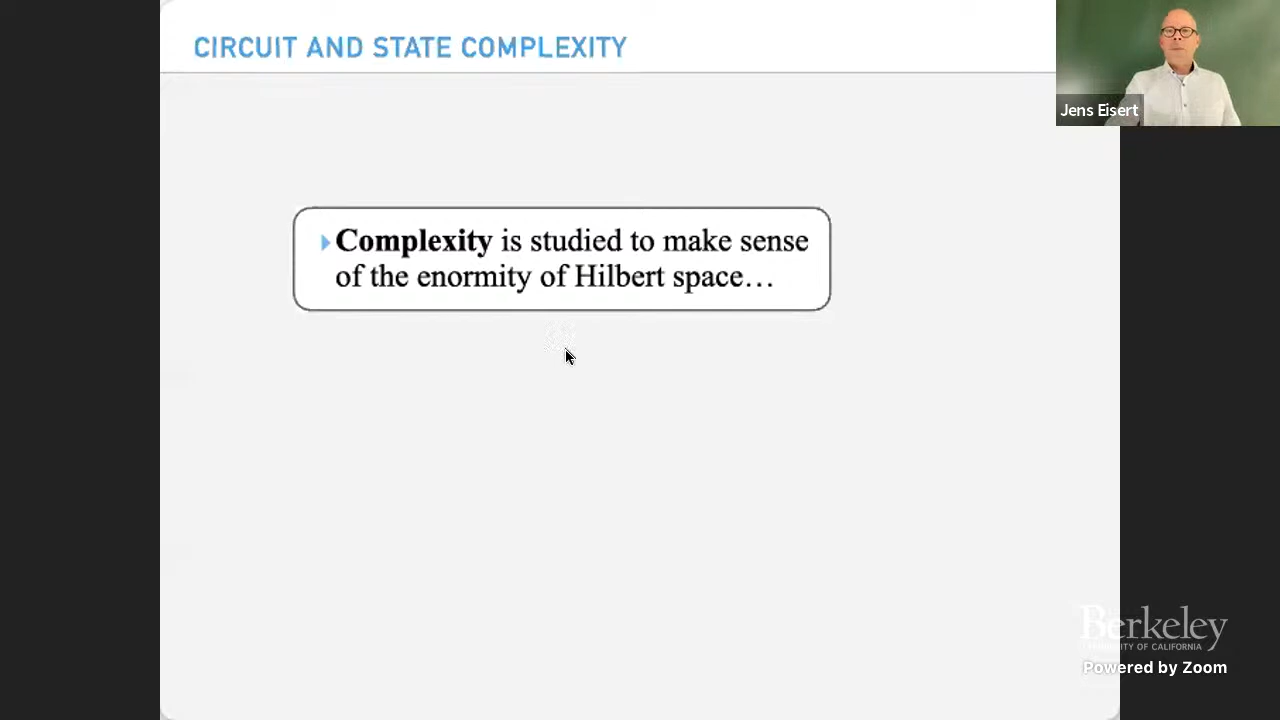 CIRCUIT AND STATE COMPLEXITY
Jens Eisert
Complexity is studied to make sense
of the enormity of Hilbert space…
Berkeley
UNIVERSITY OF CALIFORNIA
Powered by Zoom